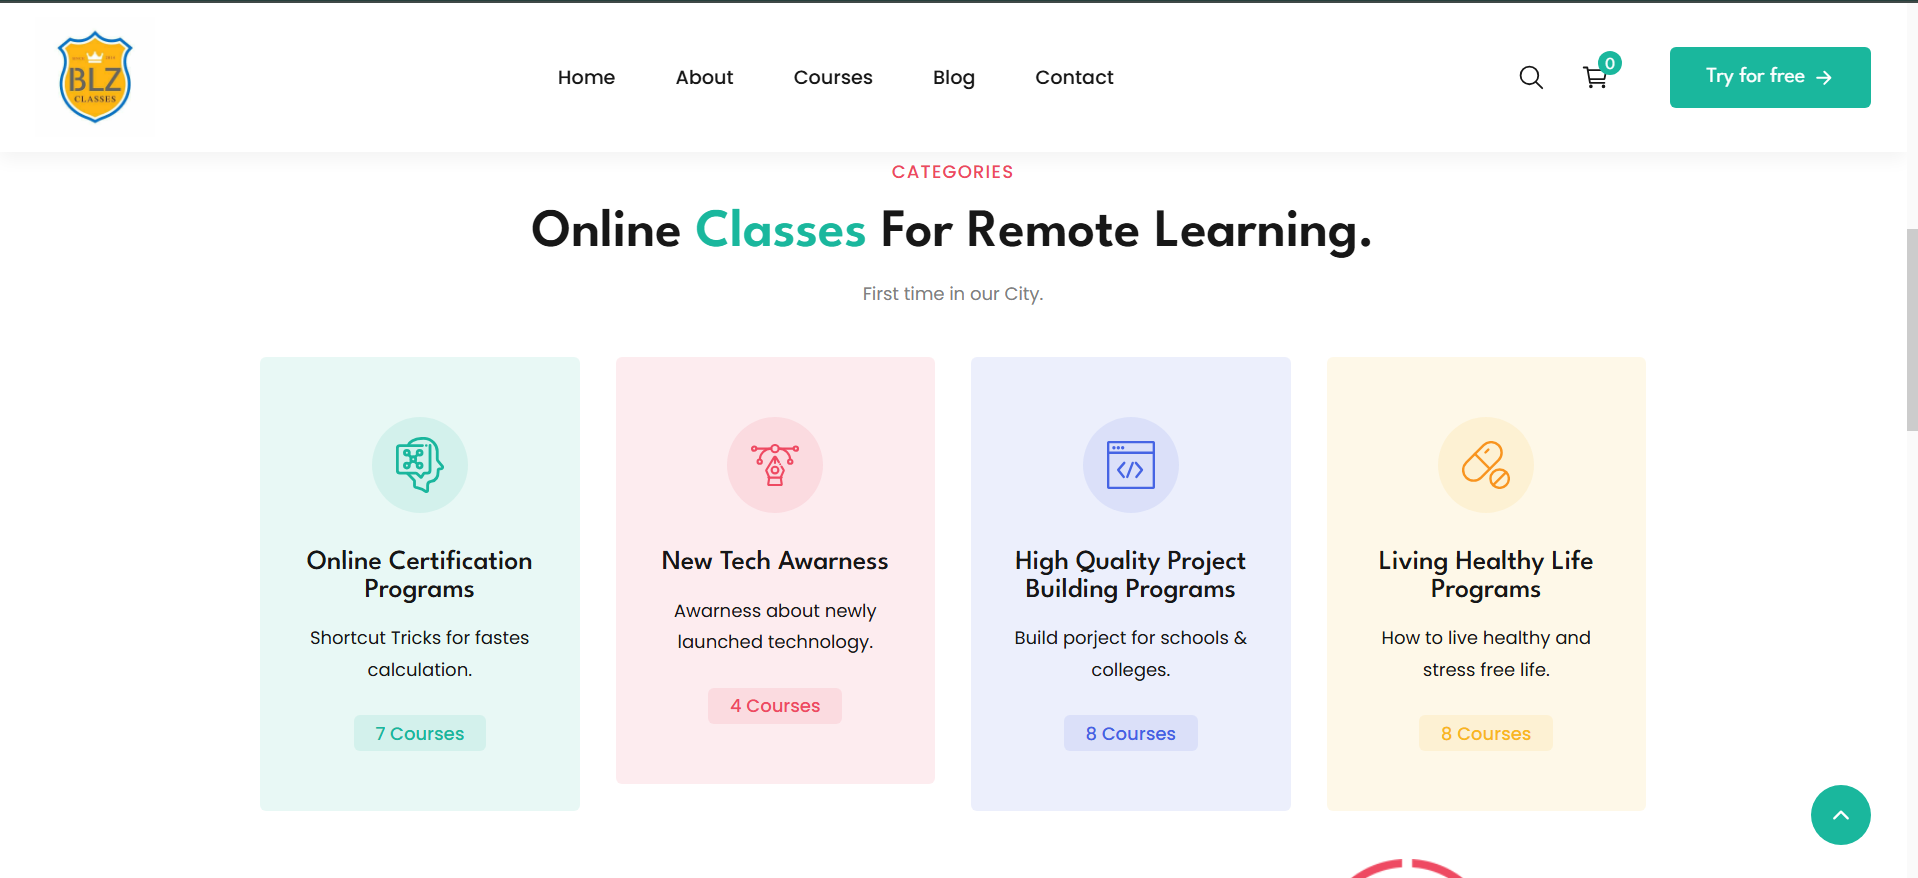 BLZ
CLASSES
Home
About
Courses
Blog
Contact
0
Try for free
CATEGORIES
Online Classes For Remote Learning.
First time in our City.
Online Certification
Programs
Shortcut Tricks for fastes
calculation.
7 Courses
New Tech Awarness
Awarness about newly
launched technology.
4 Courses
High Quality Project
Building Programs
Build porject for schools &
colleges.
8 Courses
Living Healthy Life
Programs
How to live healthy and
stress free life.
8 Courses